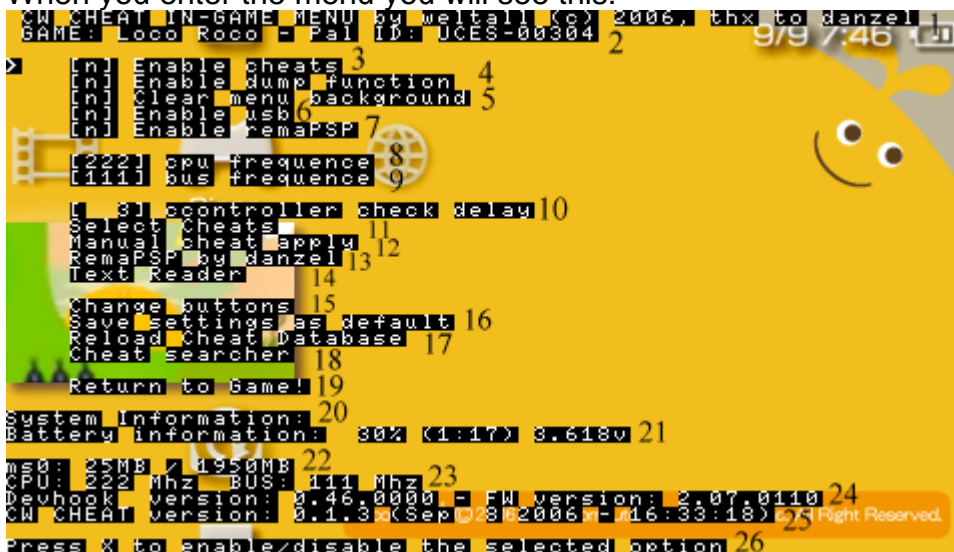 When you enter the menu you will see this:
CW CHEAT IN-GAME MENU by weltall (c) 2006, thx to danzel 1
GAME: Loco Roco - Pal ID: UCES-00304 2
9/9 7:46
> [n] Enable cheats 3
[n] Enable dump function 4
[n] Clear menu background 5
[n] Enable usb 6
[n] Enable remaPSP 7
[222] cpu frequence 8
[111] bus frequence 9
[ 3] scontroller check delay 10
Select Cheats 11
Manual cheat apply 12
RemaPSP by danzel 13
Text Reader 14
Change buttons 15
Save settings as default 16
Reload Cheat Database 17
Cheat searcher 18
Return to Game! 19
System Information: 20
Battery information: 30% (1:17) 3.618v 21
ms0: 25MB / 1950MB 22
CPU: 222 Mhz BUS: 111 Mhz 23
Devhook version: 0.46.0000 - FW version: 2.07.0110 24
CW CHEAT version: 0.1.3 (Sep 8 2006 - 16:33:18) 25
Right Reserved.
Press X to enable/disable the selected option 26